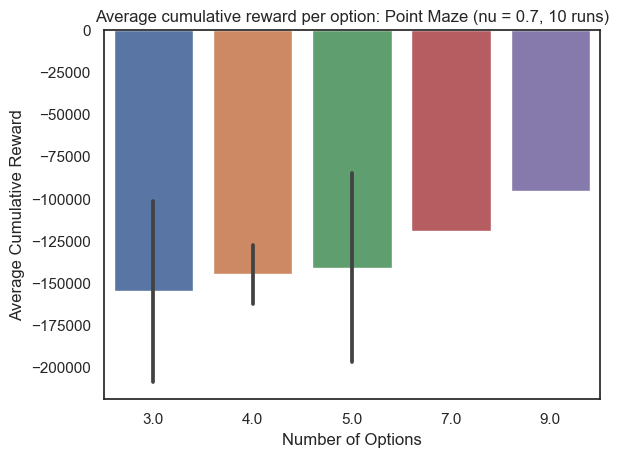 Average cumulative reward per option: Point Maze (nu = 0.7, 10 runs)
0
−25000
−50000
−75000
−100000
−125000
−150000
−175000
−200000
Average Cumulative Reward
3.0 4.0 5.0 7.0 9.0
Number of Options